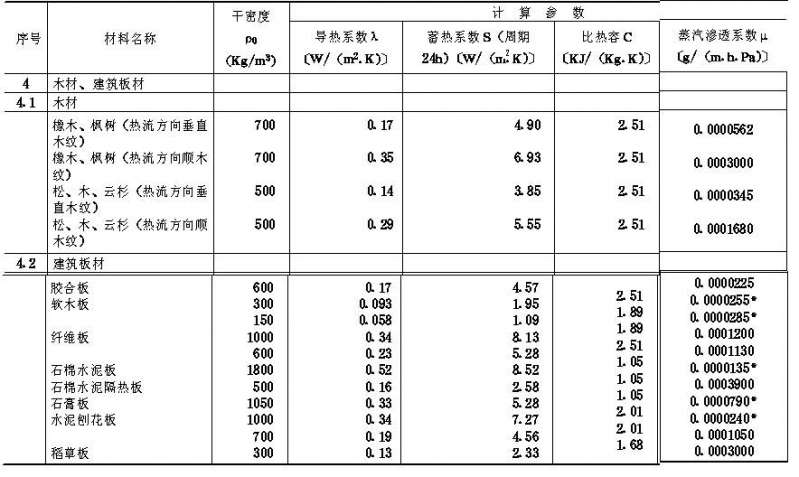 序号 材料名称 干密度 ρ0 (Kg/m³) 计 算 参 数 蒸汽渗透系数μ 〔g/（m.h.Pa)〕
导热系数λ 〔W/（m².K)〕 蓄热系数S（周期24h）〔W/（m².K)〕 比热容C 〔KJ/（Kg.K)〕
4 木材、建筑板材
4.1 木材
橡木、枫树（热流方向垂直 700 0.17 4.90 2.51 0.0000562
木纹）
橡木、枫树（热流方向顺木 700 0.35 6.93 2.51 0.0003000
纹）
松、木、云杉（热流方向垂 500 0.14 3.85 2.51 0.0000345
直木纹）
松、木、云杉（热流方向顺 500 0.29 5.55 2.51 0.0001680
木纹）
4.2 建筑板材
胶合板 600 0.17 4.57 2.51 0.0000225
软木板 300 0.093 1.95 1.89 0.0000255*
150 0.058 1.09 1.89 0.0000285*
纤维板 1000 0.34 8.13 2.51 0.0001200
600 0.23 5.28 1.05 0.0001130
石棉水泥板 1800 0.52 8.52 1.05 0.0000135*
石棉水泥隔热板 500 0.16 2.58 1.05 0.0003900
石膏板 1050 0.33 5.28 2.01 0.0000790*
水泥刨花板 1000 0.34 7.27 2.01 0.0000240*
700 0.19 4.56 1.68 0.0001050
稻草板 300 0.13 2.33 0.0003000